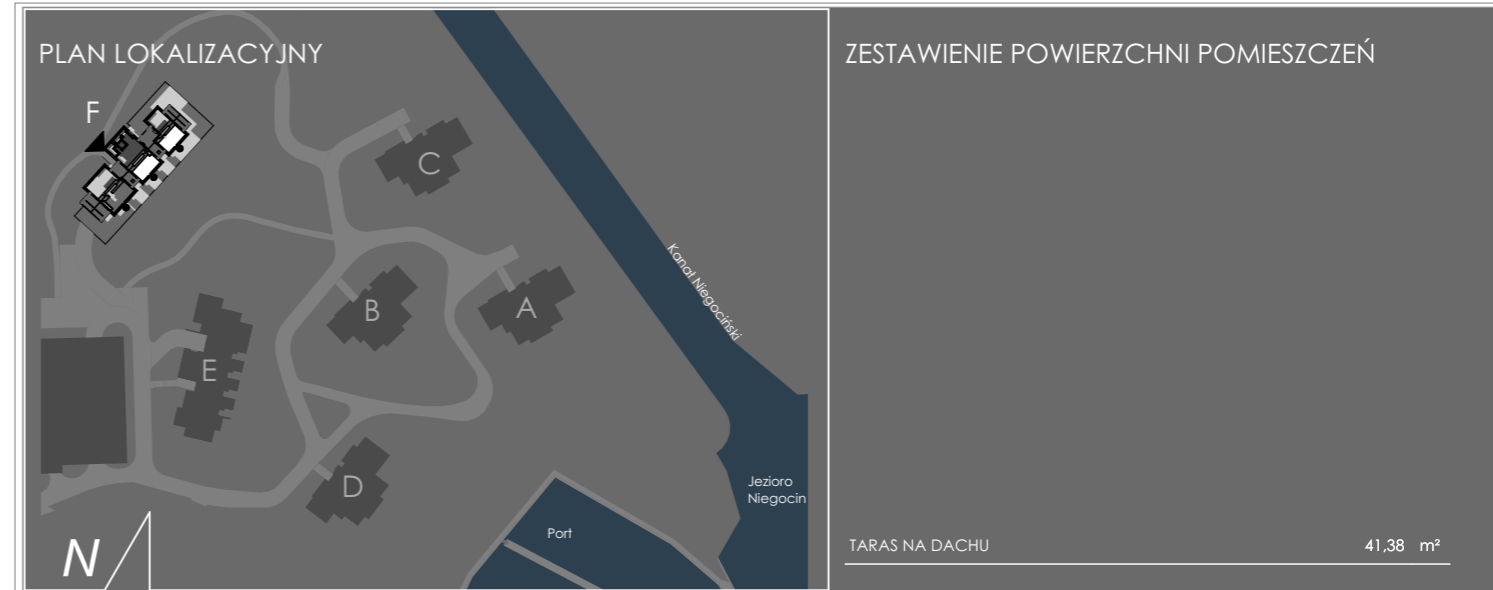 PLAN LOKALIZACYJNY
F
C
Kanał Niegociński
B
A
E
D
Jezioro
Niegocin
Port
N
ZESTAWIENIE POWIERZCHNI POMIESZCZEŃ
TARAS NA DACHU 41,38 m²